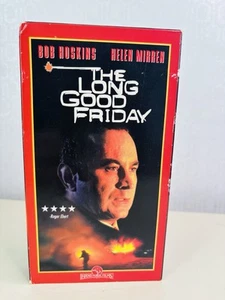 BOB HOSKINS HELEN MIRREN
THE
LONG
GOOD
FRIDAY
★★★★
-Roger Ebert